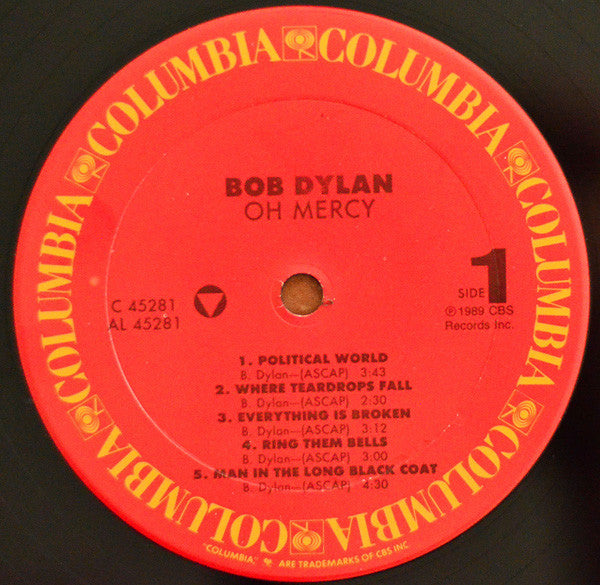 COLUMBIA COLUMBIA COLUMBIA COLUMBIA COLUMBIA COLUMBIA COLUMBIA COLUMBIA
BOB DYLAN
OH MERCY
C 45281
AL 45281
SIDE 1
℗ 1989 CBS
Records Inc.
1. POLITICAL WORLD
B. Dylan—(ASCAP) 3:43
2. WHERE TEARDROPS FALL
B. Dylan—(ASCAP) 2:30
3. EVERYTHING IS BROKEN
B. Dylan—(ASCAP) 3:12
4. RING THEM BELLS
B. Dylan—(ASCAP) 3:00
5. MAN IN THE LONG BLACK COAT
B. Dylan—(ASCAP) 4:30
"COLUMBIA," ARE TRADEMARKS OF CBS INC.